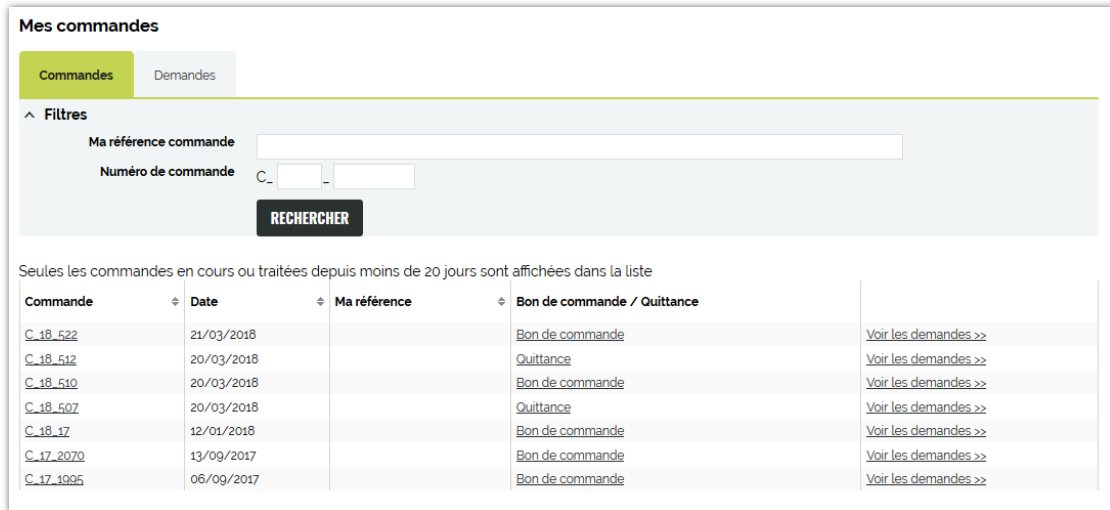 Mes commandes
Commandes Demandes
Filtres
Ma référence commande
Numéro de commande C_ _
RECHERCHER
Seules les commandes en cours ou traitées depuis moins de 20 jours sont affichées dans la liste
Commande Date Ma référence Bon de commande / Quittance
C_18_522 21/03/2018 Bon de commande Voir les demandes >>
C_18_512 20/03/2018 Quittance Voir les demandes >>
C_18_510 20/03/2018 Bon de commande Voir les demandes >>
C_18_507 20/03/2018 Quittance Voir les demandes >>
C_18_17 12/01/2018 Bon de commande Voir les demandes >>
C_17_2070 13/09/2017 Bon de commande Voir les demandes >>
C_17_1995 06/09/2017 Bon de commande Voir les demandes >>